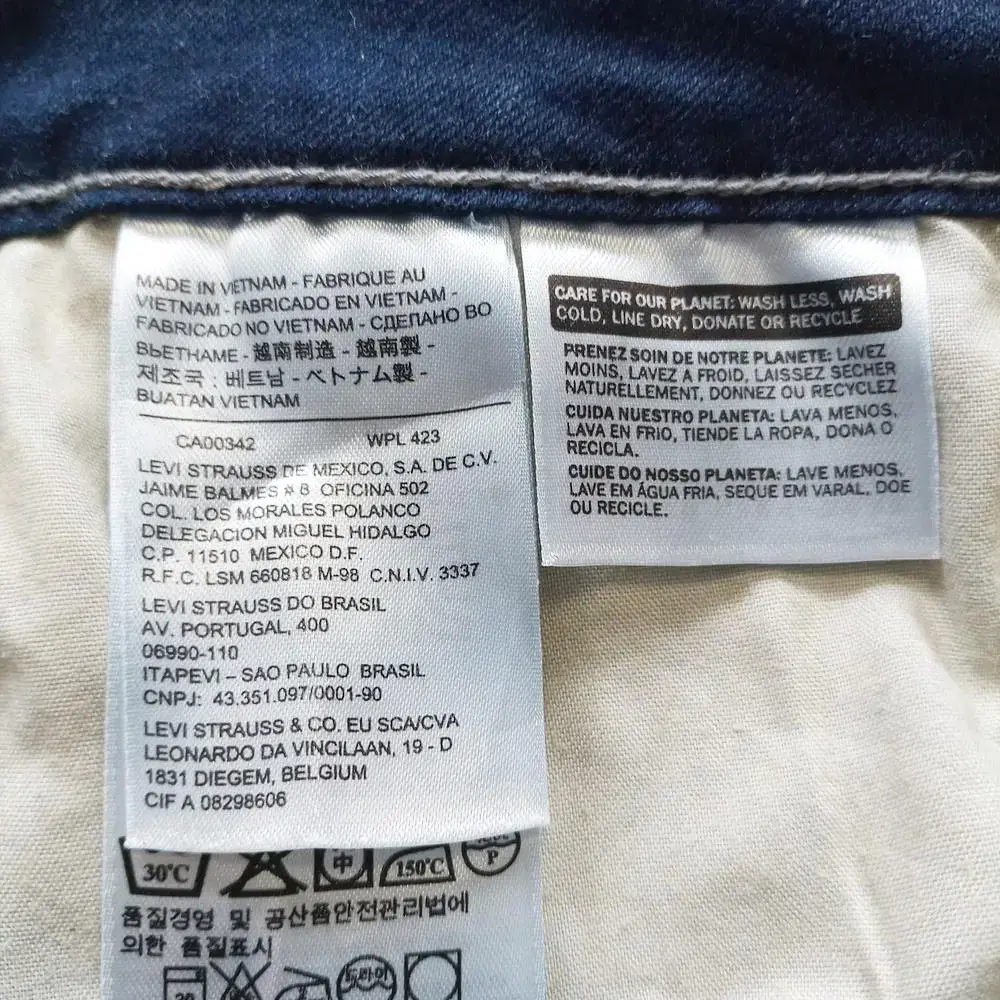 MADE IN VIETNAM - FABRIQUE AU
VIETNAM - FABRICADO EN VIETNAM -
FABRICADO NO VIETNAM - СДЕЛАНО ВО
ВЬЕТНАМЕ - 越南制造 - 越南製 -
제조국 : 베트남 - ベトナム製 -
BUATAN VIETNAM
CA00342 WPL 423
LEVI STRAUSS DE MEXICO, S.A. DE C.V.
JAIME BALMES # 8 OFICINA 502
COL. LOS MORALES POLANCO
DELEGACION MIGUEL HIDALGO
C.P. 11510 MEXICO D.F.
R.F.C. LSM 660818 M-98 C.N.I.V. 3337
LEVI STRAUSS DO BRASIL
AV. PORTUGAL, 400
06990-110
ITAPEVI – SAO PAULO BRASIL
CNPJ: 43.351.097/0001-90
LEVI STRAUSS & CO. EU SCA/CVA
LEONARDO DA VINCILAAN, 19 - D
1831 DIEGEM, BELGIUM
CIF A 08298606
30°C 中 150°C P
품질경영 및 공산품안전관리법에
의한 품질표시
드라이
CARE FOR OUR PLANET: WASH LESS, WASH
COLD, LINE DRY, DONATE OR RECYCLE
PRENEZ SOIN DE NOTRE PLANETE: LAVEZ
MOINS, LAVEZ A FROID, LAISSEZ SECHER
NATURELLEMENT, DONNEZ OU RECYCLEZ
CUIDA NUESTRO PLANETA: LAVA MENOS,
LAVA EN FRIO, TIENDE LA ROPA, DONA O
RECICLA.
CUIDE DO NOSSO PLANETA: LAVE MENOS,
LAVE EM ÁGUA FRIA, SEQUE EM VARAL, DOE
OU RECICLE.